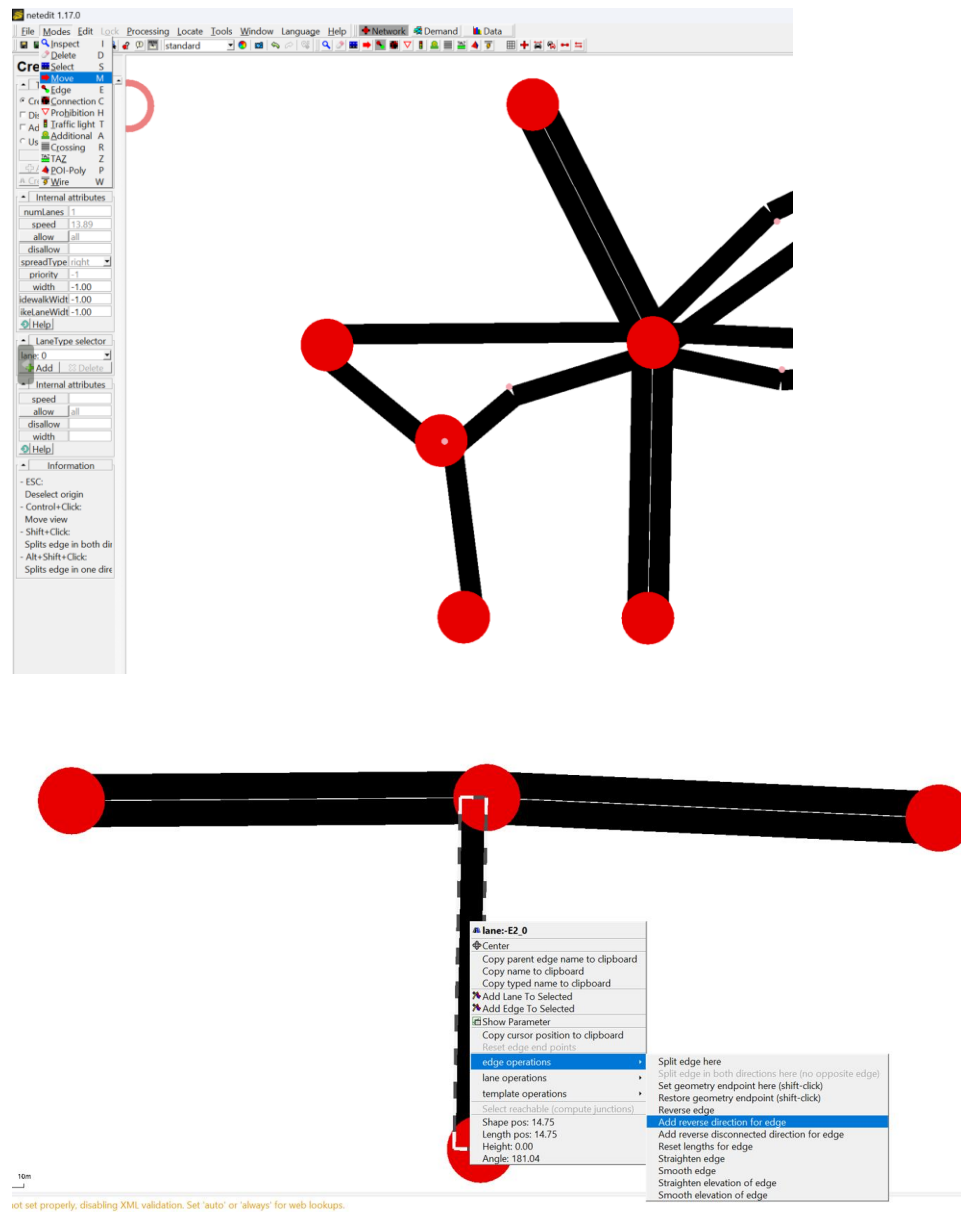 netedit 1.17.0
File Modes Edit Lock Processing Locate Tools Window Language Help Network Demand Data
Inspect I
standard
Delete D
Cre
Select S
Move M
Edge E
Cre Connection C
Dis Prohibition H
Ad Traffic light T
Additional A
Us Crossing R
TAZ Z
POI-Poly P
Wire W
Internal attributes
numLanes 1
speed 13.89
allow all
disallow
spreadType right
priority -1
width -1.00
idewalkWidt -1.00
ikeLaneWidt -1.00
Help
LaneType selector
lane: 0
Add Delete
Internal attributes
speed
allow all
disallow
width
Help
Information
- ESC:
Deselect origin
- Control+Click:
Move view
- Shift+Click:
Splits edge in both dir
- Alt+Shift+Click:
Splits edge in one dire
lane:-E2_0
Center
Copy parent edge name to clipboard
Copy name to clipboard
Copy typed name to clipboard
Add Lane To Selected
Add Edge To Selected
Show Parameter
Copy cursor position to clipboard
Reset edge end points
edge operations
lane operations
template operations
Select reachable (compute junctions)
Shape pos: 14.75
Length pos: 14.75
Height: 0.00
Angle: 181.04
Split edge here
Split edge in both directions here (no opposite edge)
Set geometry endpoint here (shift-click)
Restore geometry endpoint (shift-click)
Reverse edge
Add reverse direction for edge
Add reverse disconnected direction for edge
Reset lengths for edge
Straighten edge
Smooth edge
Straighten elevation of edge
Smooth elevation of edge
10m
ot set properly, disabling XML validation. Set 'auto' or 'always' for web lookups.